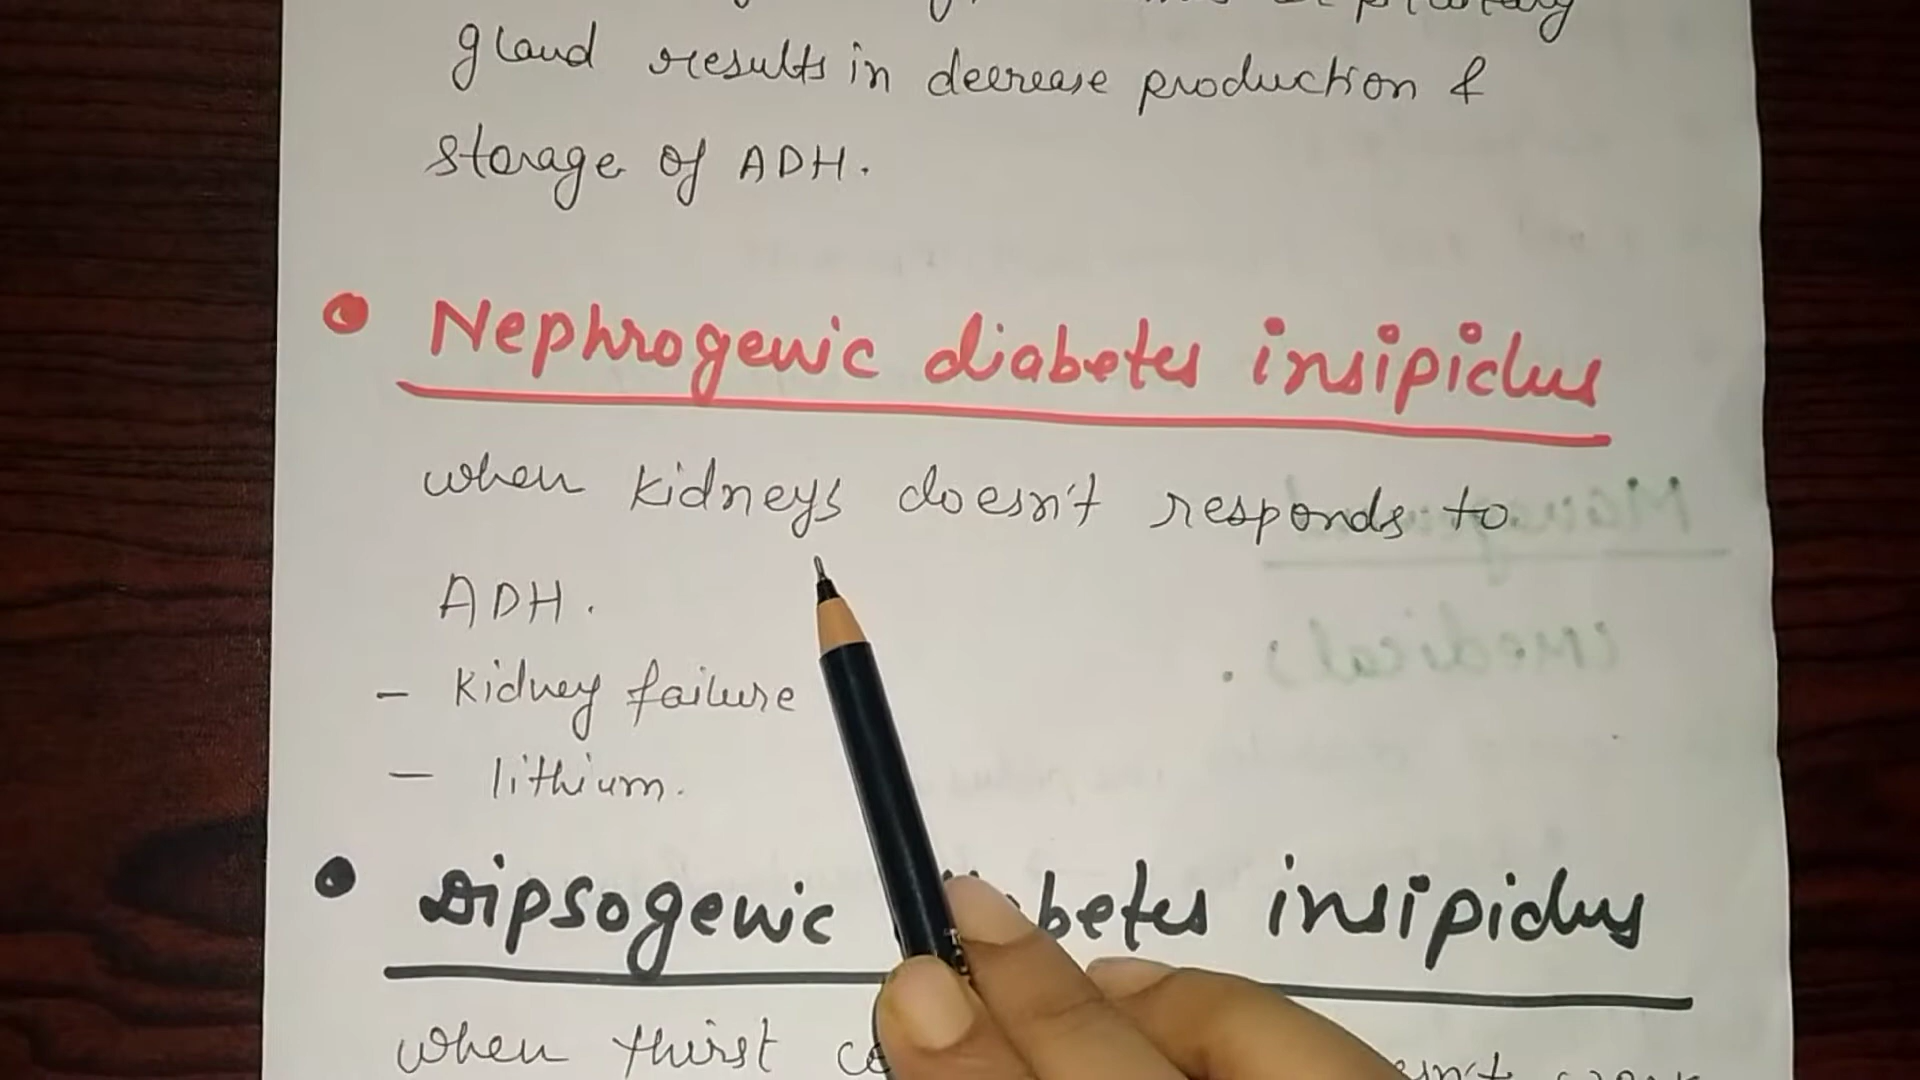 gland results in decrease production &
storage of ADH.
• Nephrogenic diabetes insipidus
when kidneys doesn't responds to
ADH.
- kidney failure
- lithium.
• Dipsogenic insipidus
when thirst